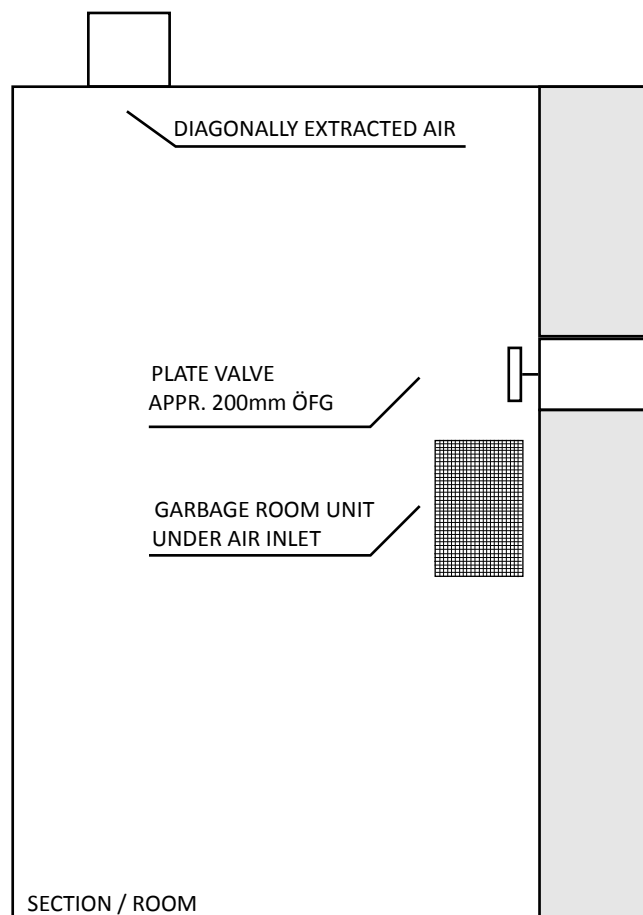 DIAGONALLY EXTRACTED AIR
PLATE VALVE
APPR. 200mm ÖFG
GARBAGE ROOM UNIT
UNDER AIR INLET
SECTION / ROOM